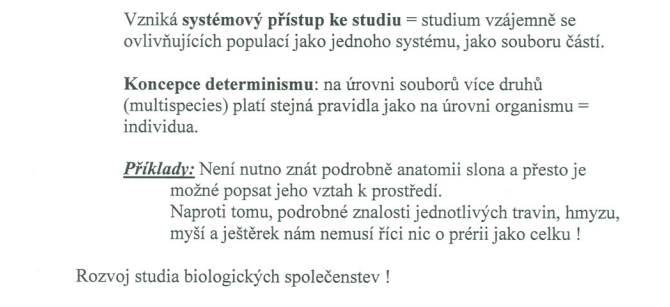 Vzniká systémový přístup ke studiu = studium vzájemně se
ovlivňujících populací jako jednoho systému, jako souboru částí.
Koncepce determinismu: na úrovni souborů více druhů
(multispecies) platí stejná pravidla jako na úrovni organismu =
individua.
Příklady: Není nutno znát podrobně anatomii slona a přesto je
možné popsat jeho vztah k prostředí.
Naproti tomu, podrobné znalosti jednotlivých travin, hmyzu,
myší a ještěrek nám nemusí říci nic o prérii jako celku !
Rozvoj studia biologických společenstev !